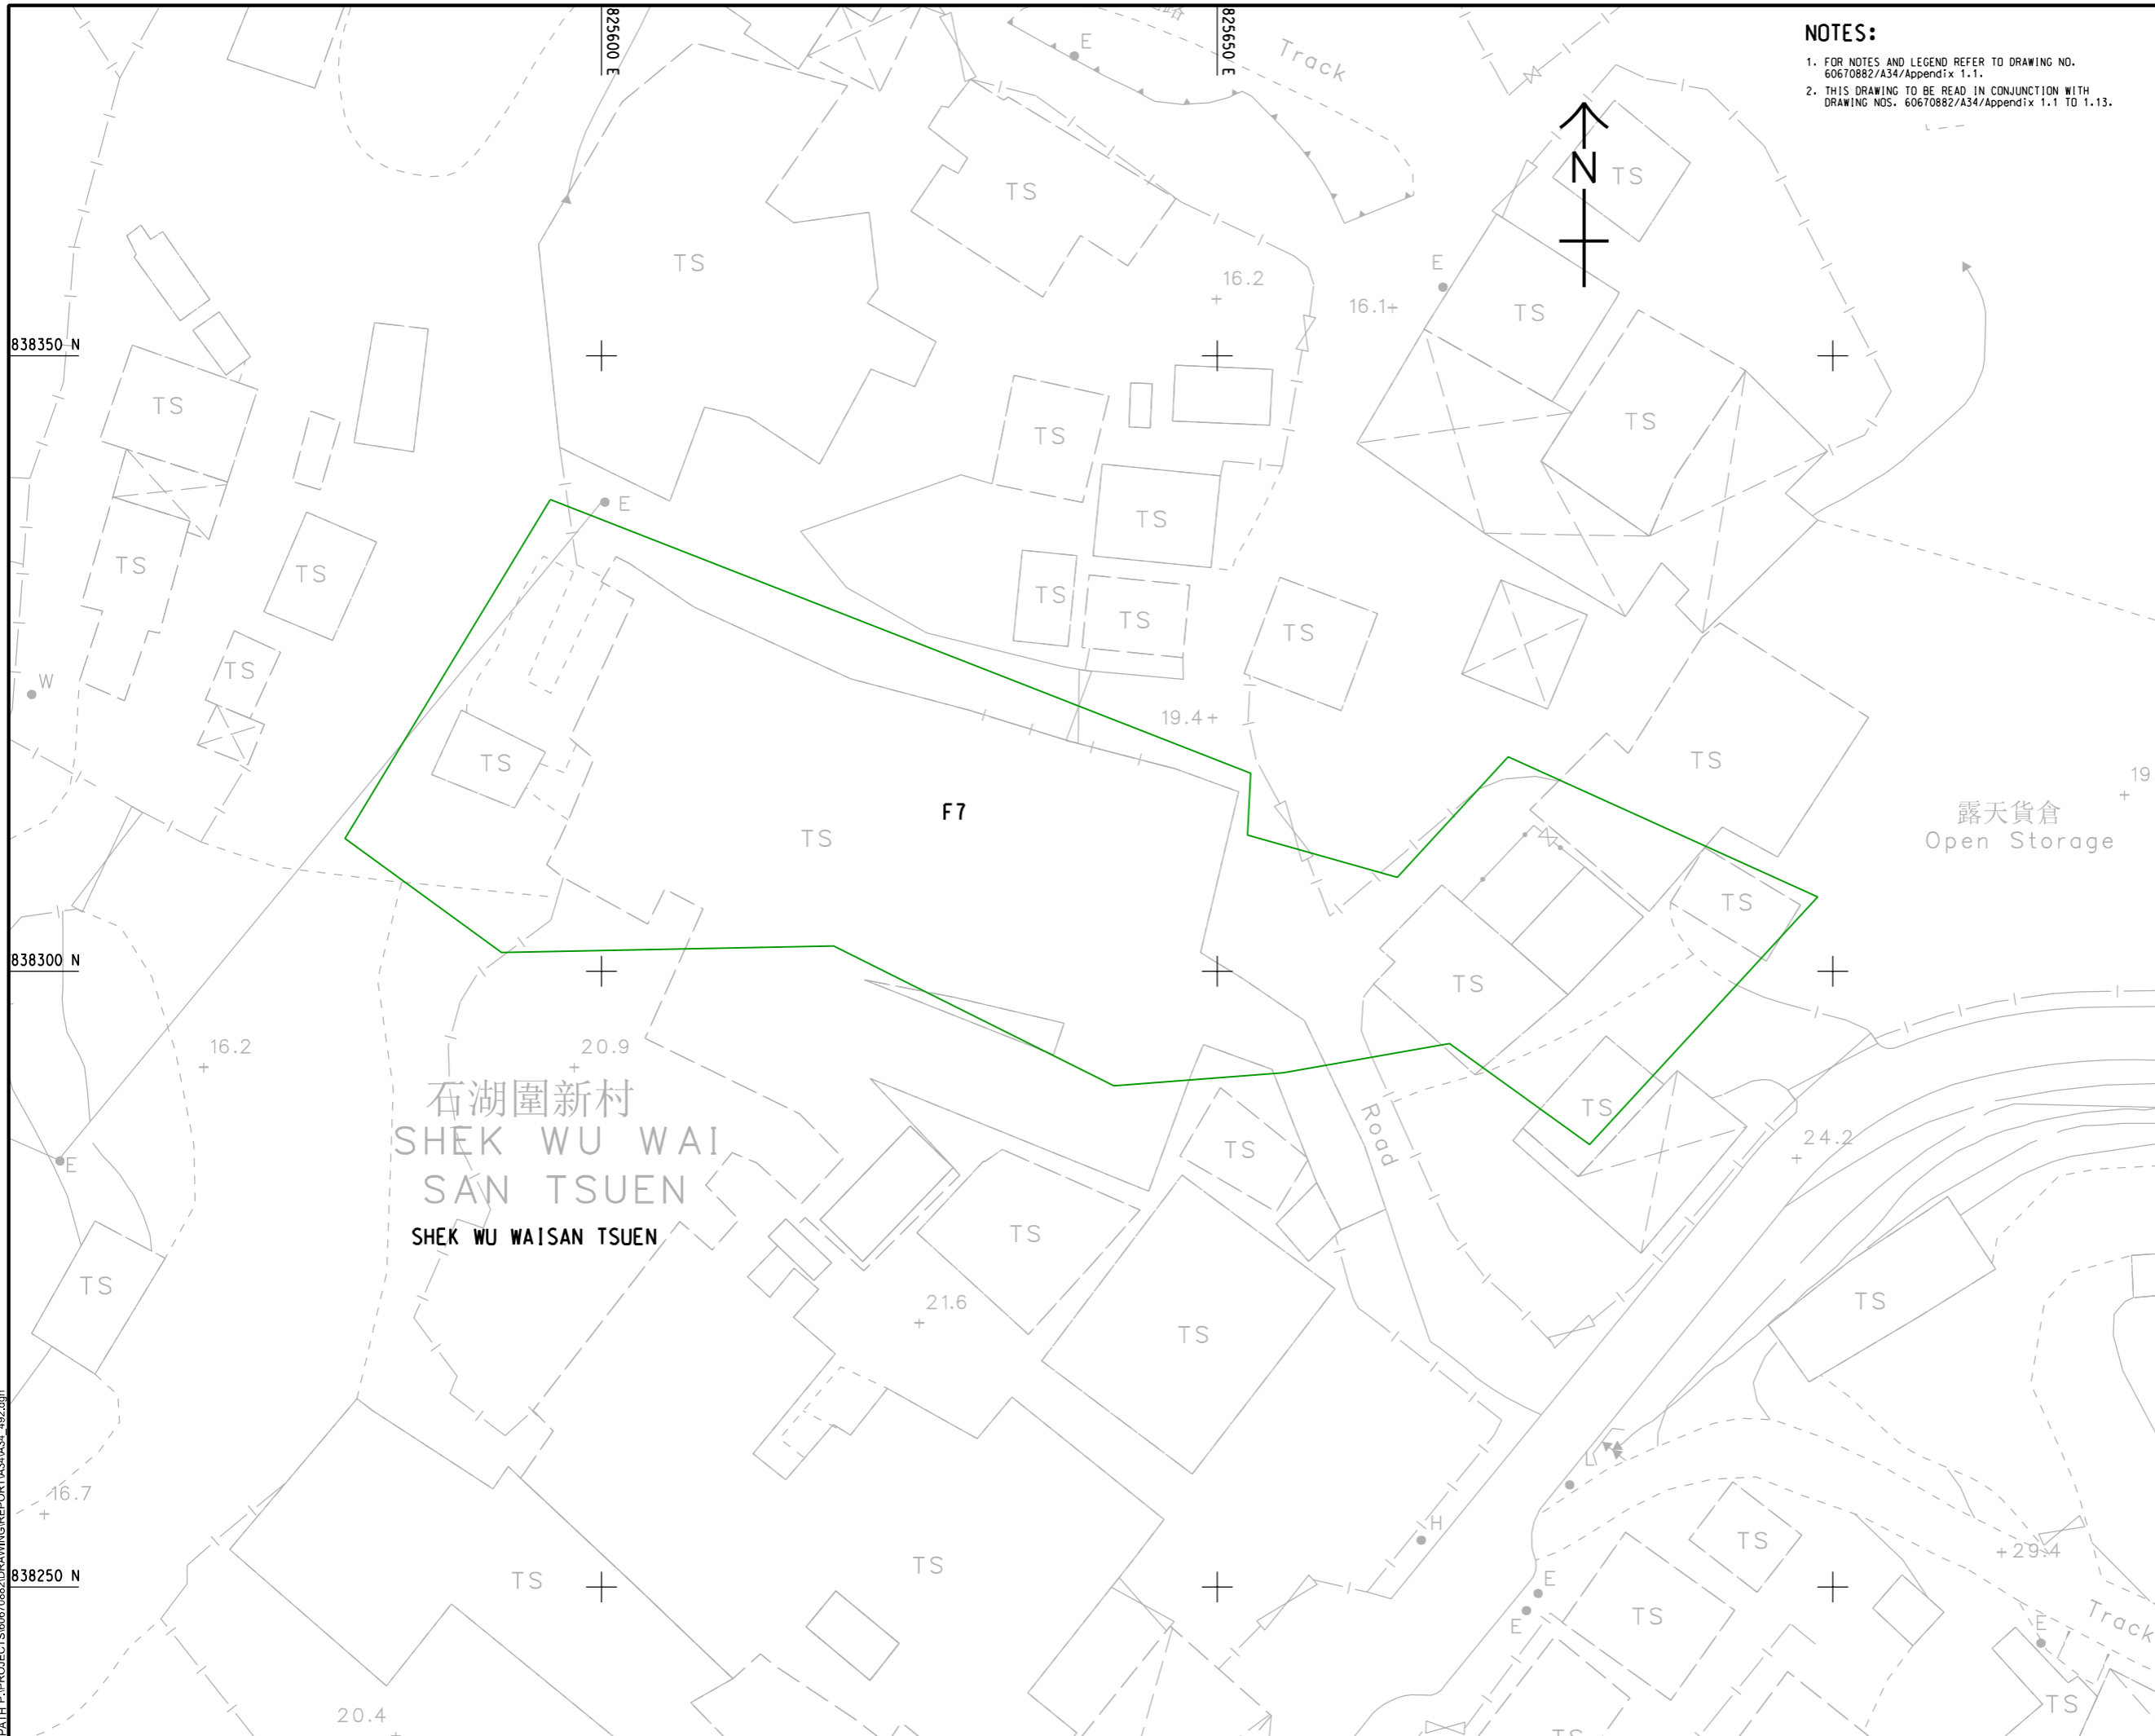 825600 E
825650 E
路
Track
E
NOTES:
1. FOR NOTES AND LEGEND REFER TO DRAWING NO.
60670882/A34/Appendix 1.1.
2. THIS DRAWING TO BE READ IN CONJUNCTION WITH
DRAWING NOS. 60670882/A34/Appendix 1.1 TO 1.13.
N
TS
TS
TS
E
16.2
16.1+
TS
838350 N
TS
TS
TS
E
TS
TS
TS
TS
TS
TS
TS
W
19.4+
TS
TS
19
露天貨倉
Open Storage
F7
TS
TS
838300 N
TS
16.2
20.9
石湖圍新村
SHEK WU WAI
SAN TSUEN
SHEK WU WAISAN TSUEN
E
Road
TS
TS
24.2
TS
TS
21.6
TS
TS
L
16.7
H
TS
29.4
838250 N
TS
TS
E
E
TS
E
Track
TS
20.4
TS